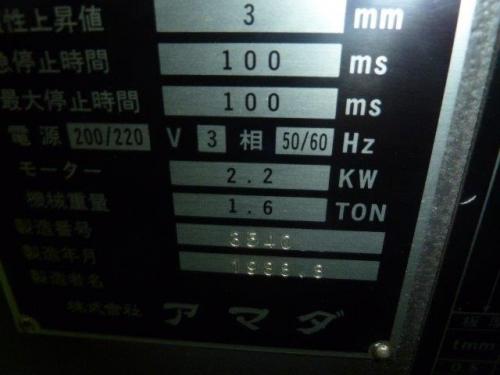 性上昇値 3 mm
急停止時間 100 ms
最大停止時間 100 ms
電源 200/220 V 3 相 50/60 Hz
モーター 2.2 KW
機械重量 1.6 TON
製造番号
製造年月
製造者名
株式会社 アマダ
tmm